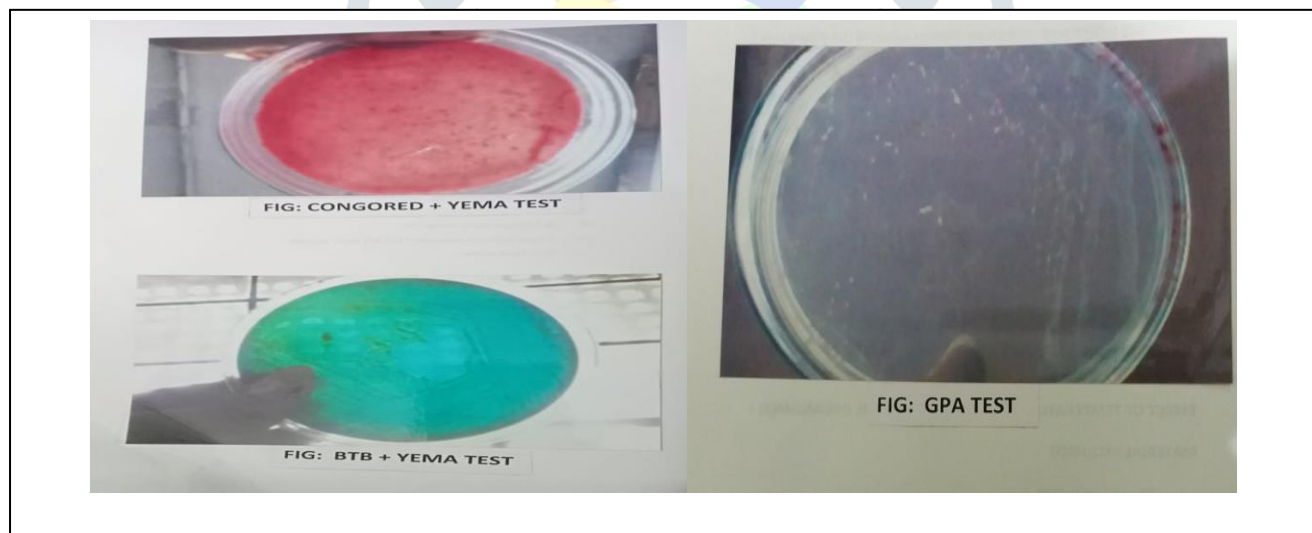 FIG: CONGORED + YEMA TEST
FIG: BTB + YEMA TEST
FIG: GPA TEST